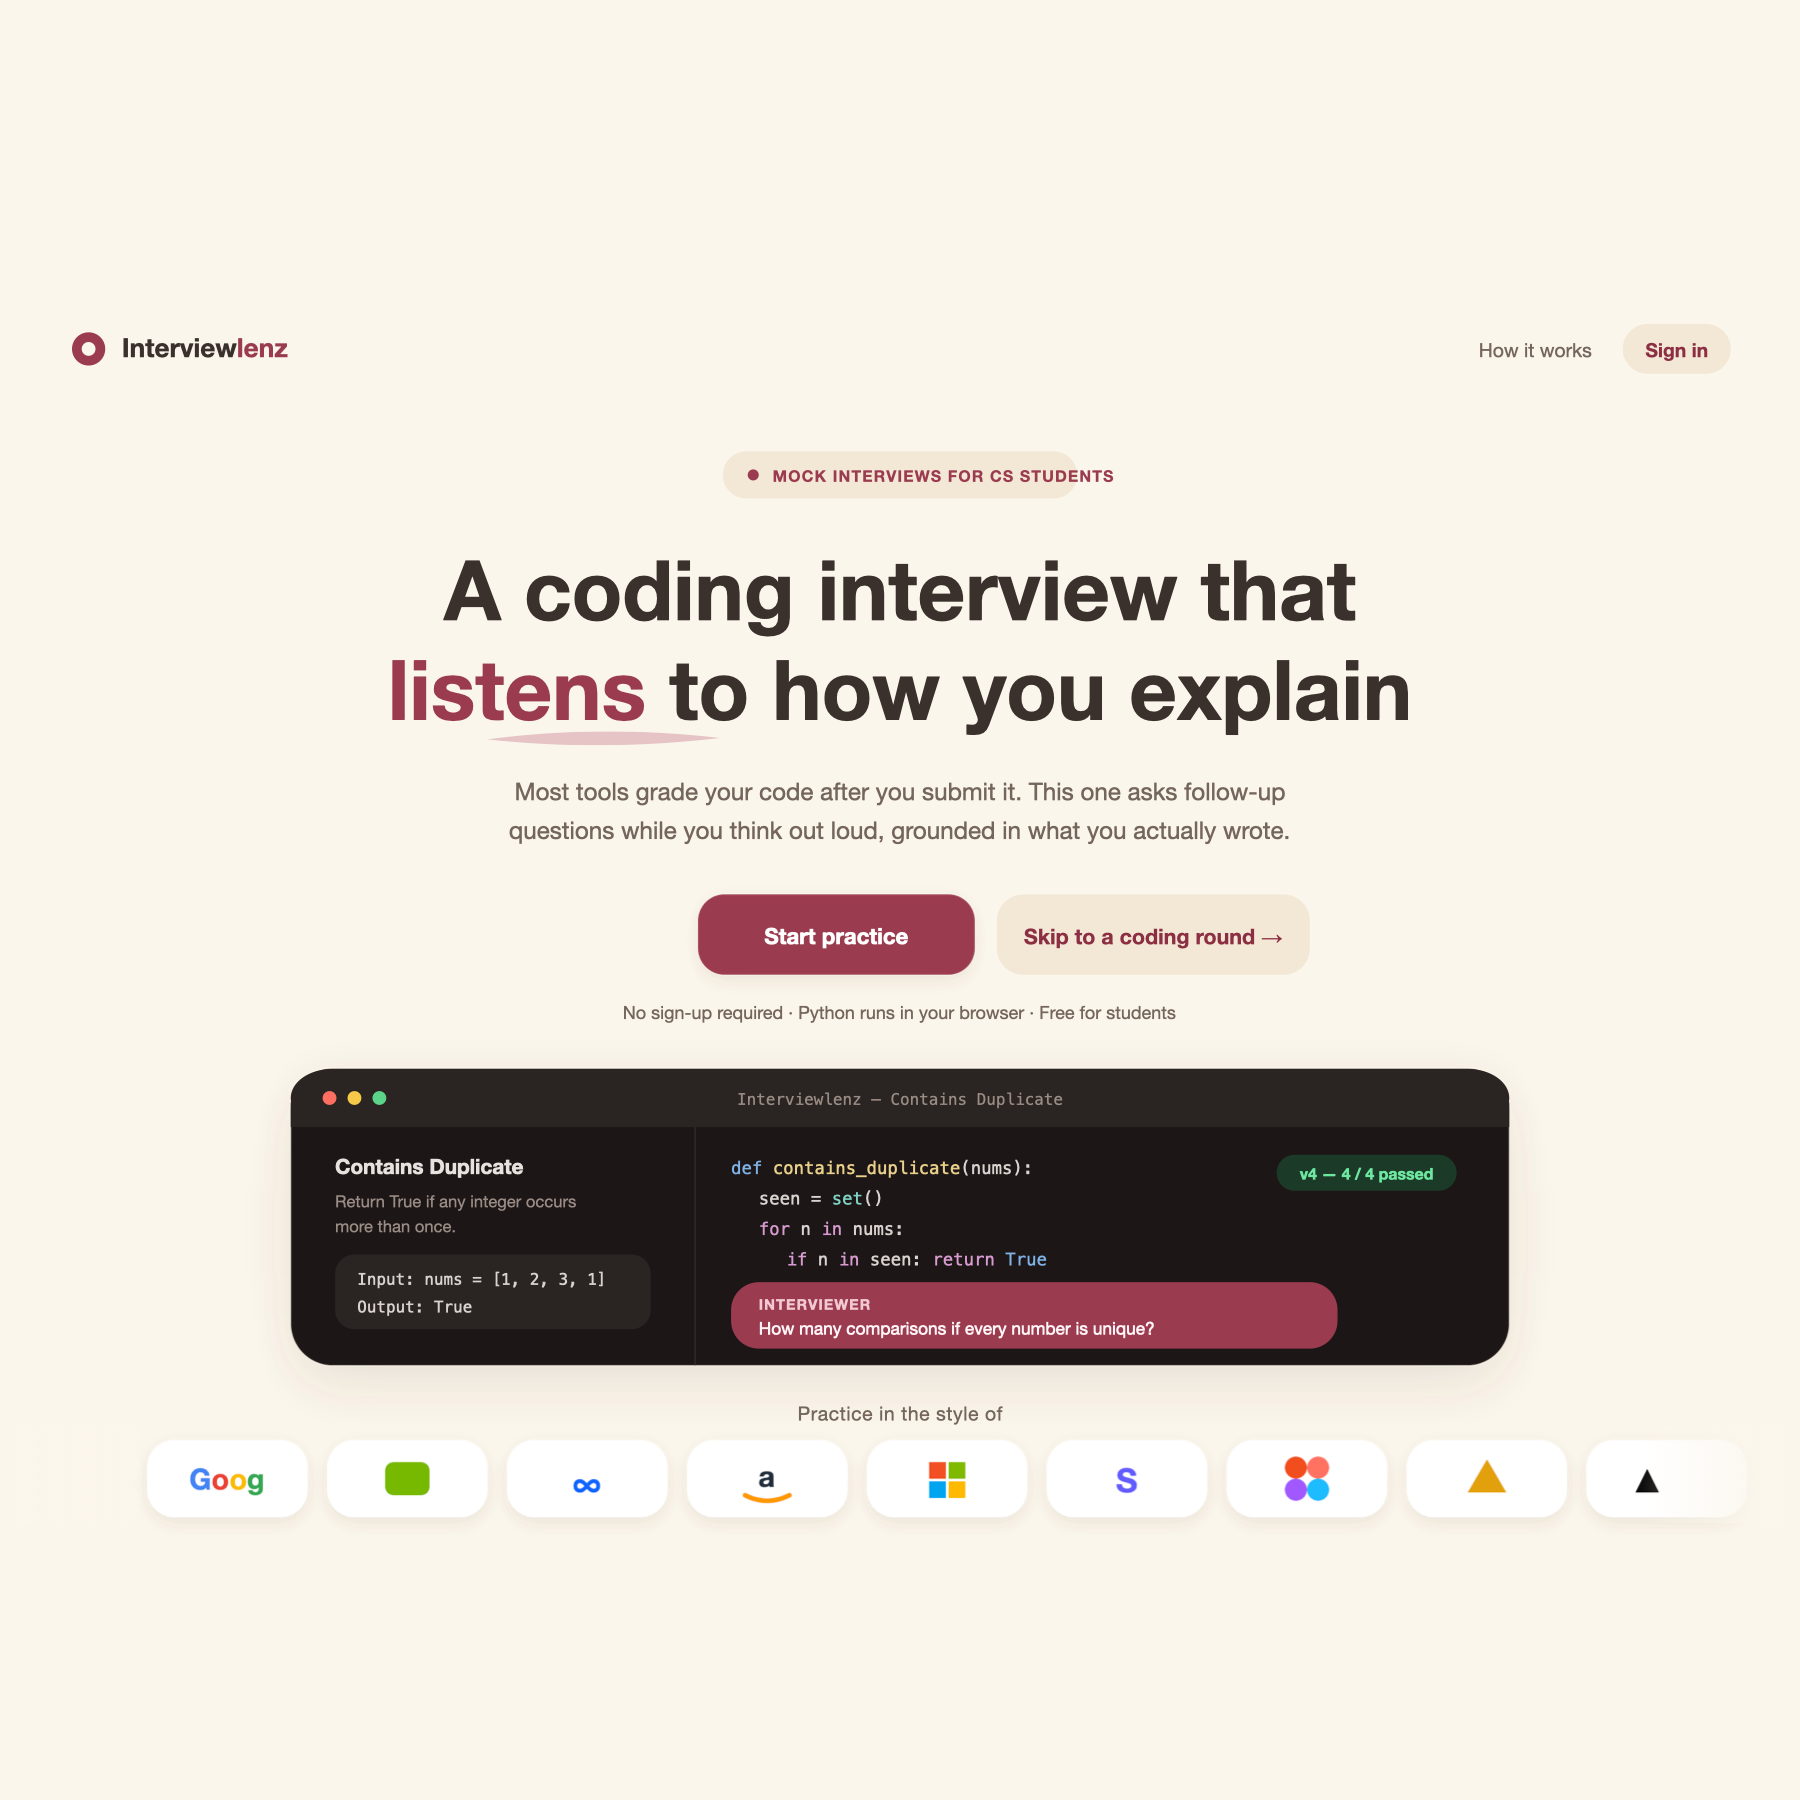 Interviewlenz
How it works
Sign in
MOCK INTERVIEWS FOR CS STUDENTS
A coding interview that
listens to how you explain
Most tools grade your code after you submit it. This one asks follow-up
questions while you think out loud, grounded in what you actually wrote.
Start practice
Skip to a coding round →
No sign-up required · Python runs in your browser · Free for students
Interviewlenz — Contains Duplicate
Contains Duplicate
Return True if any integer occurs
more than once.
Input: nums = [1, 2, 3, 1]
Output: True
def contains_duplicate(nums):
seen = set()
for n in nums:
if n in seen: return True
v4 — 4 / 4 passed
INTERVIEWER
How many comparisons if every number is unique?
Practice in the style of
Goog
∞
a
S